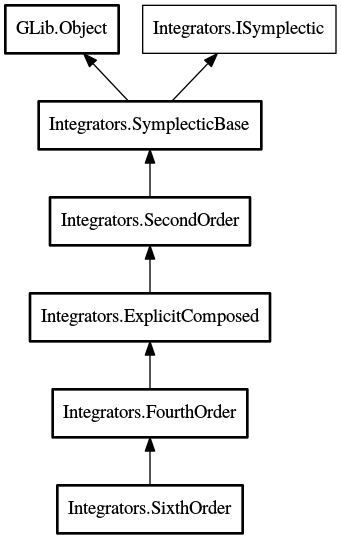 GLib.Object
Integrators.ISymplectic
Integrators.SymplecticBase
Integrators.SecondOrder
Integrators.ExplicitComposed
Integrators.FourthOrder
Integrators.SixthOrder